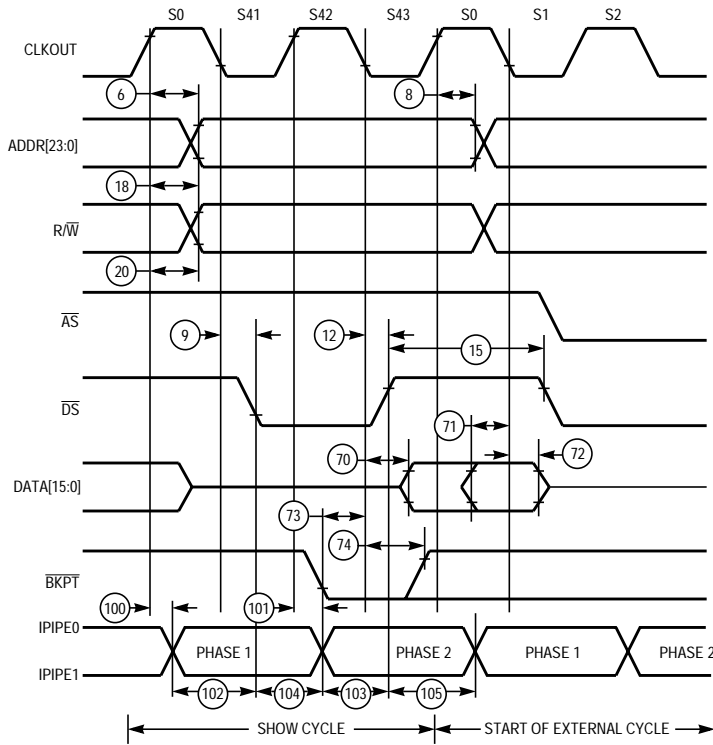 S0 S41 S42 S43 S0 S1 S2
CLKOUT
6 8
ADDR[23:0]
18
R/W
20
AS
9 12 15
DS
71
70 72
DATA[15:0]
73
74
BKPT
100 101
IPIPE0
PHASE 1 PHASE 2 PHASE 1 PHASE 2
IPIPE1
102 104 103 105
SHOW CYCLE START OF EXTERNAL CYCLE